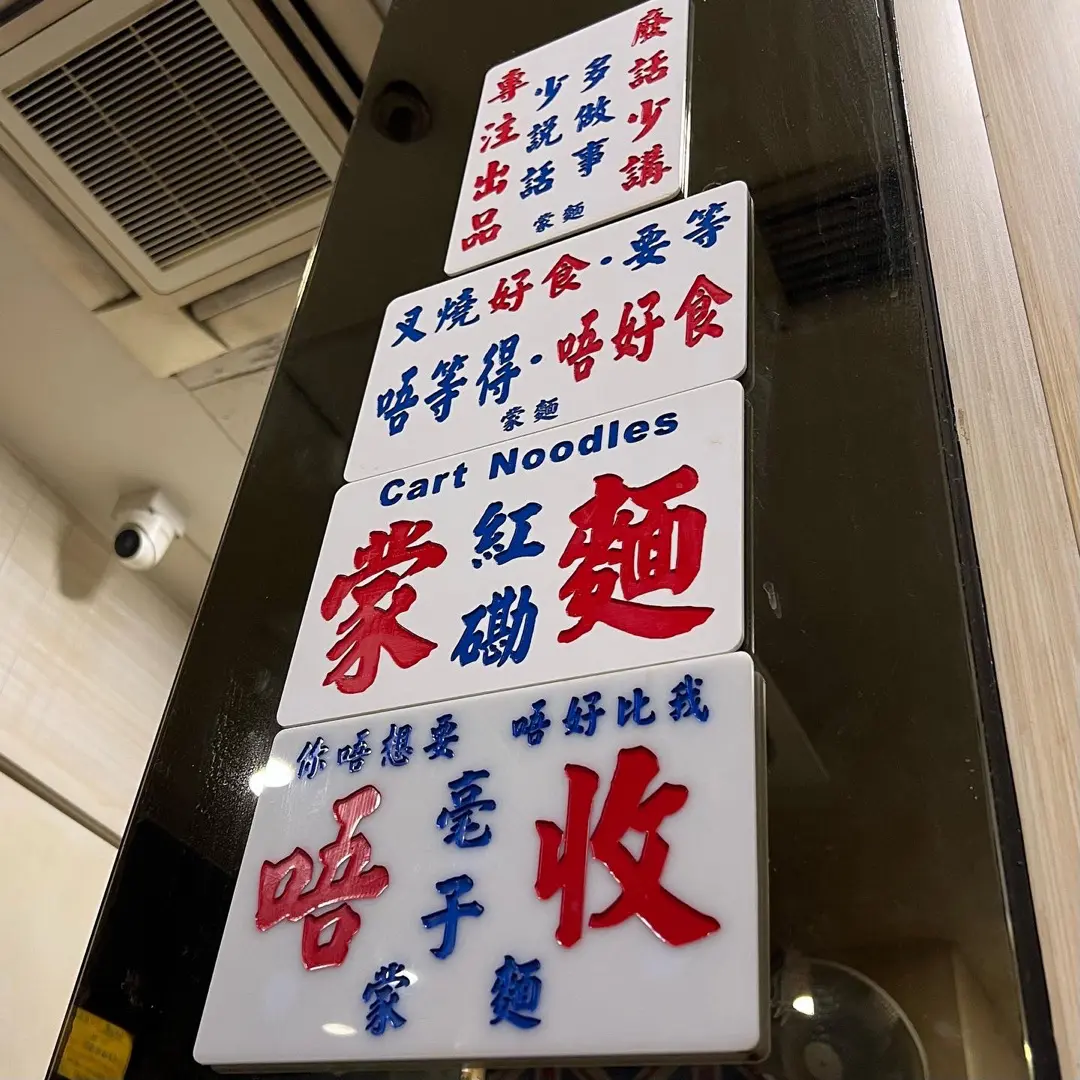 廢話少講
多做事
少説話
專注出品
蒙麵
叉燒好食·要等
唔等得·唔好食
蒙麵
Cart Noodles
蒙紅磡麵
你唔想要 唔好比我
唔收
毫子
蒙麵